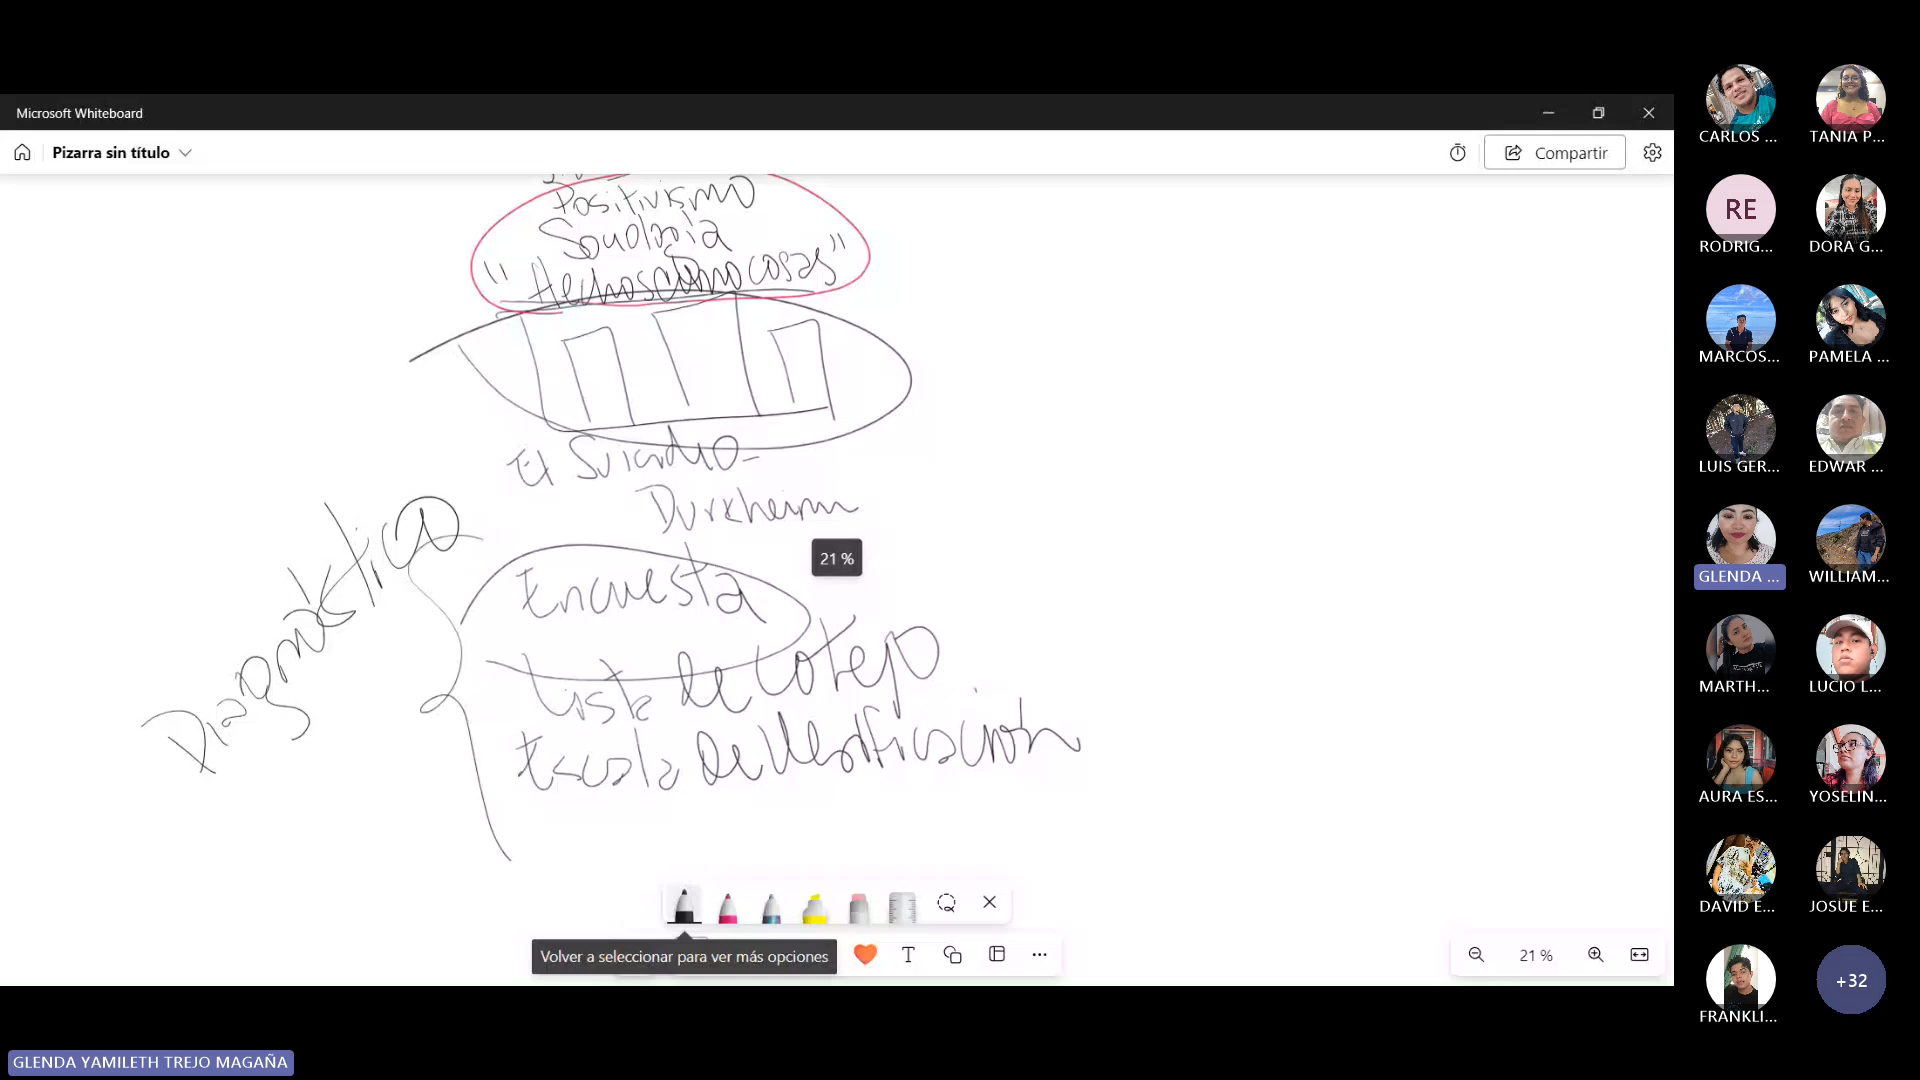 Microsoft Whiteboard
Pizarra sin título
Compartir
Positivismo
Sociología
"Hechos como cosas"
El Suicidio-
Durkheim
21 %
Diagnóstica
Encuesta
Lista de cotejo
Escala de
Volver a seleccionar para ver más opciones
T
21 %
CARLOS ...
TANIA P...
RE
RODRIG...
DORA G...
MARCOS...
PAMELA ...
LUIS GER...
EDWAR ...
GLENDA ...
WILLIAM...
MARTH...
LUCIO L...
AURA ES...
YOSELIN...
DAVID E...
JOSUE E...
FRANKLI...
+32
GLENDA YAMILETH TREJO MAGAÑA